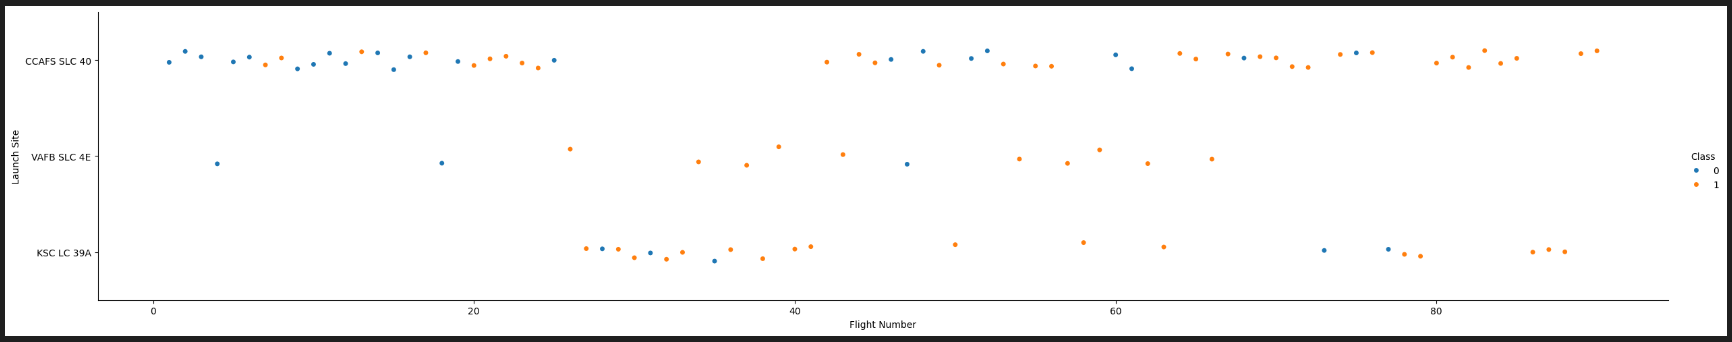 Launch Site
CCAFS SLC 40
VAFB SLC 4E
KSC LC 39A
0 20 40 60 80
Flight Number
Class
0
1